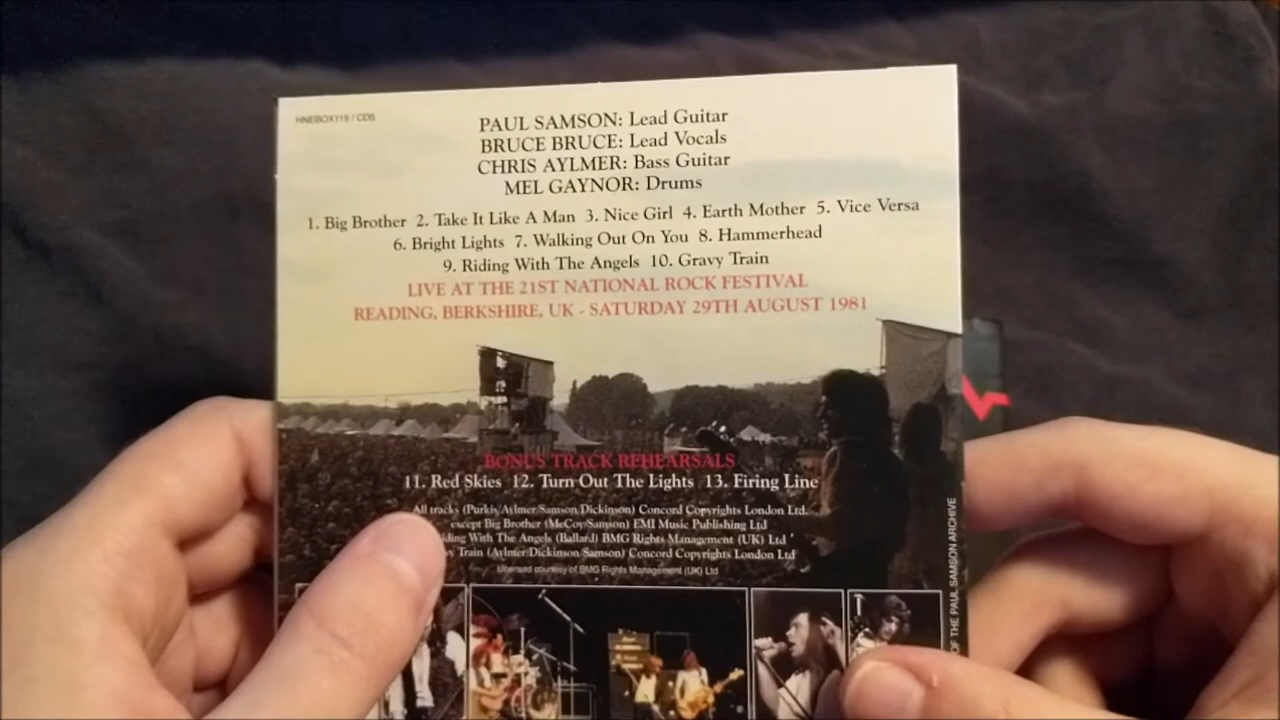 HNEBOX119 / CD5
PAUL SAMSON: Lead Guitar
BRUCE BRUCE: Lead Vocals
CHRIS AYLMER: Bass Guitar
MEL GAYNOR: Drums
1. Big Brother 2. Take It Like A Man 3. Nice Girl 4. Earth Mother 5. Vice Versa
6. Bright Lights 7. Walking Out On You 8. Hammerhead
9. Riding With The Angels 10. Gravy Train
LIVE AT THE 21ST NATIONAL ROCK FESTIVAL
READING, BERKSHIRE, UK - SATURDAY 29TH AUGUST 1981
BONUS TRACK REHEARSALS
11. Red Skies 12. Turn Out The Lights 13. Firing Line
All tracks (Purkis/Aylmer/Samson/Dickinson) Concord Copyrights London Ltd.
except Big Brother (McCoy/Samson) EMI Music Publishing Ltd
With The Angels (Ballard) BMG Rights Management (UK) Ltd
Train (Aylmer/Dickinson/Samson) Concord Copyrights London Ltd
Licensed courtesy of BMG Rights Management (UK) Ltd
OF THE PAUL SAMSON ARCHIVE